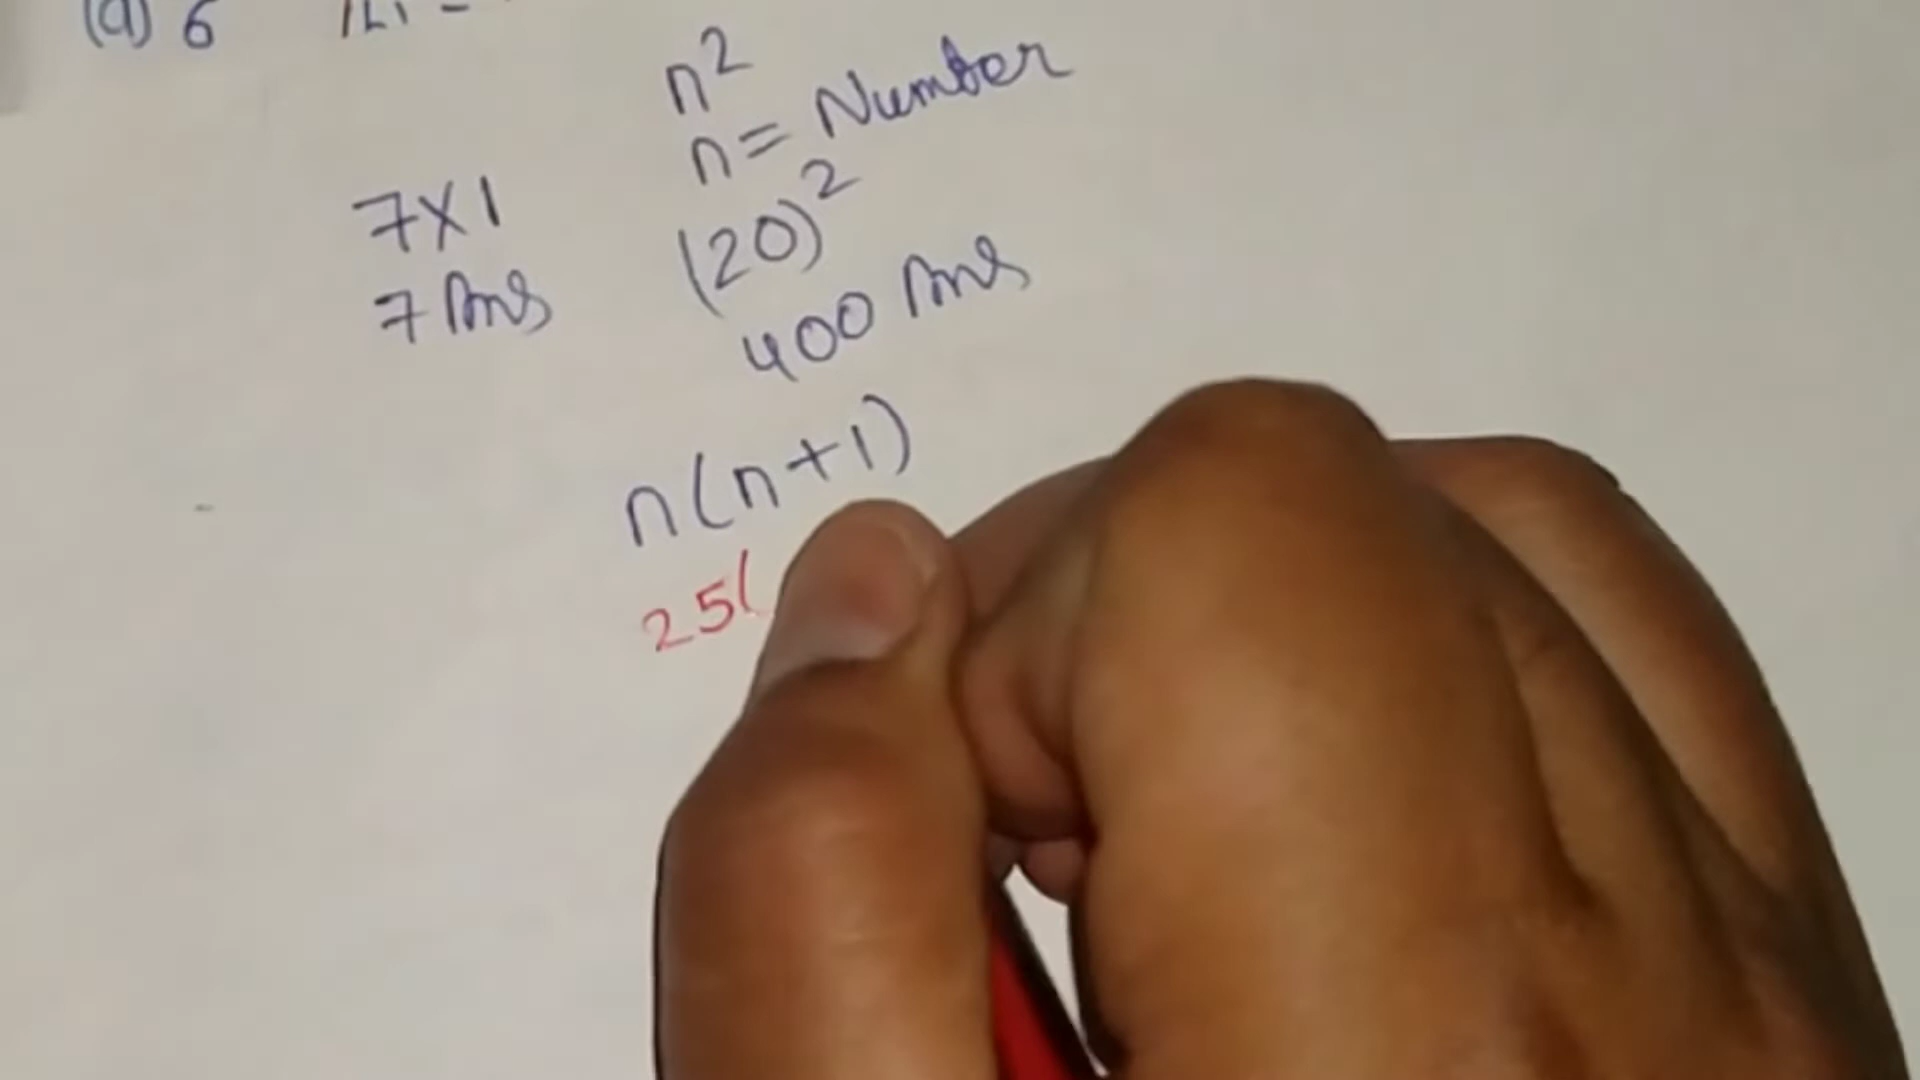 (d) 6
n²
n = Number
7×1
(20)²
7 Ans
400 Ans
n(n+1)
25(